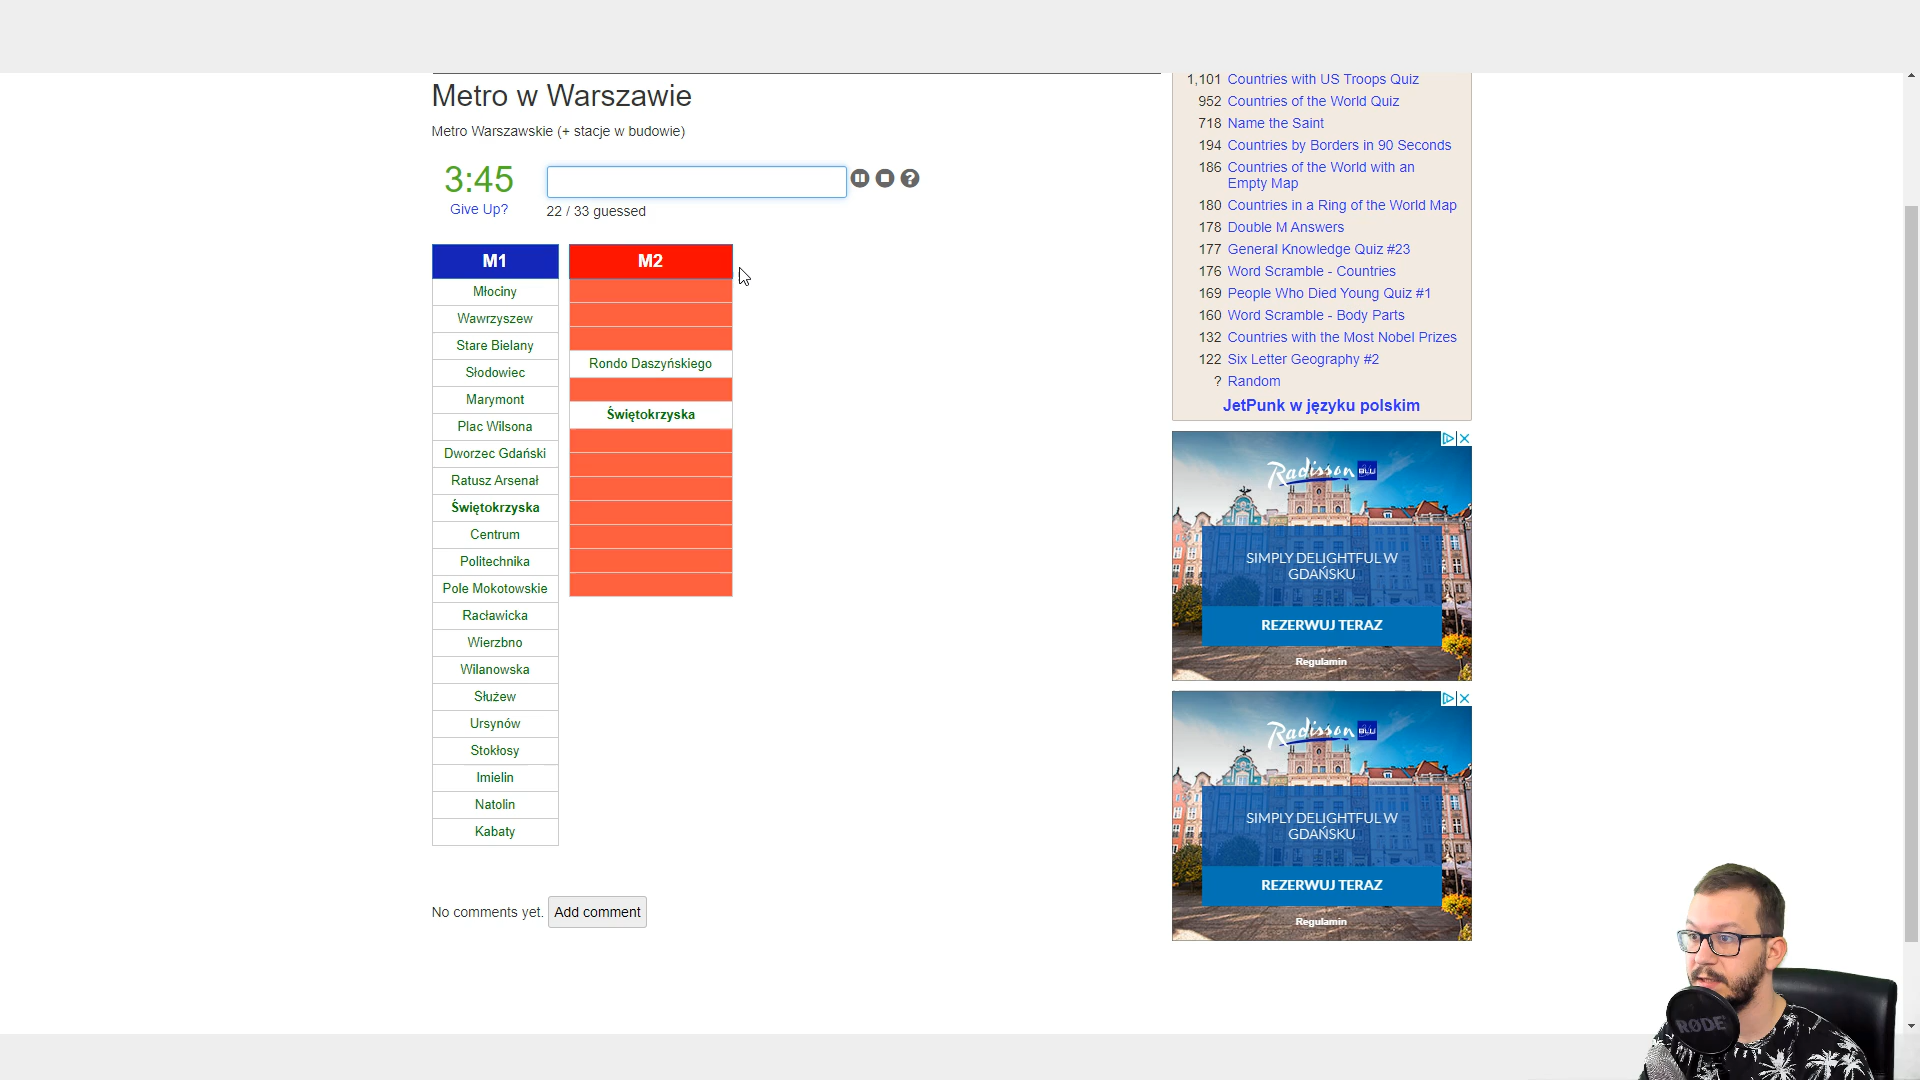 Metro w Warszawie
Metro Warszawskie (+ stacje w budowie)
3:45
Give Up?
22 / 33 guessed
M1
Młociny
Wawrzyszew
Stare Bielany
Słodowiec
Marymont
Plac Wilsona
Dworzec Gdański
Ratusz Arsenał
Świętokrzyska
Centrum
Politechnika
Pole Mokotowskie
Racławicka
Wierzbno
Wilanowska
Służew
Ursynów
Stokłosy
Imielin
Natolin
Kabaty
M2
Rondo Daszyńskiego
Świętokrzyska
No comments yet. Add comment
1,101 Countries with US Troops Quiz
952 Countries of the World Quiz
718 Name the Saint
194 Countries by Borders in 90 Seconds
186 Countries of the World with an
Empty Map
180 Countries in a Ring of the World Map
178 Double M Answers
177 General Knowledge Quiz #23
176 Word Scramble - Countries
169 People Who Died Young Quiz #1
160 Word Scramble - Body Parts
132 Countries with the Most Nobel Prizes
122 Six Letter Geography #2
? Random
JetPunk w języku polskim
Radisson BLU
SIMPLY DELIGHTFUL W
GDAŃSKU
REZERWUJ TERAZ
Regulamin
Radisson BLU
SIMPLY DELIGHTFUL W
GDAŃSKU
REZERWUJ TERAZ
Regulamin
RØDE